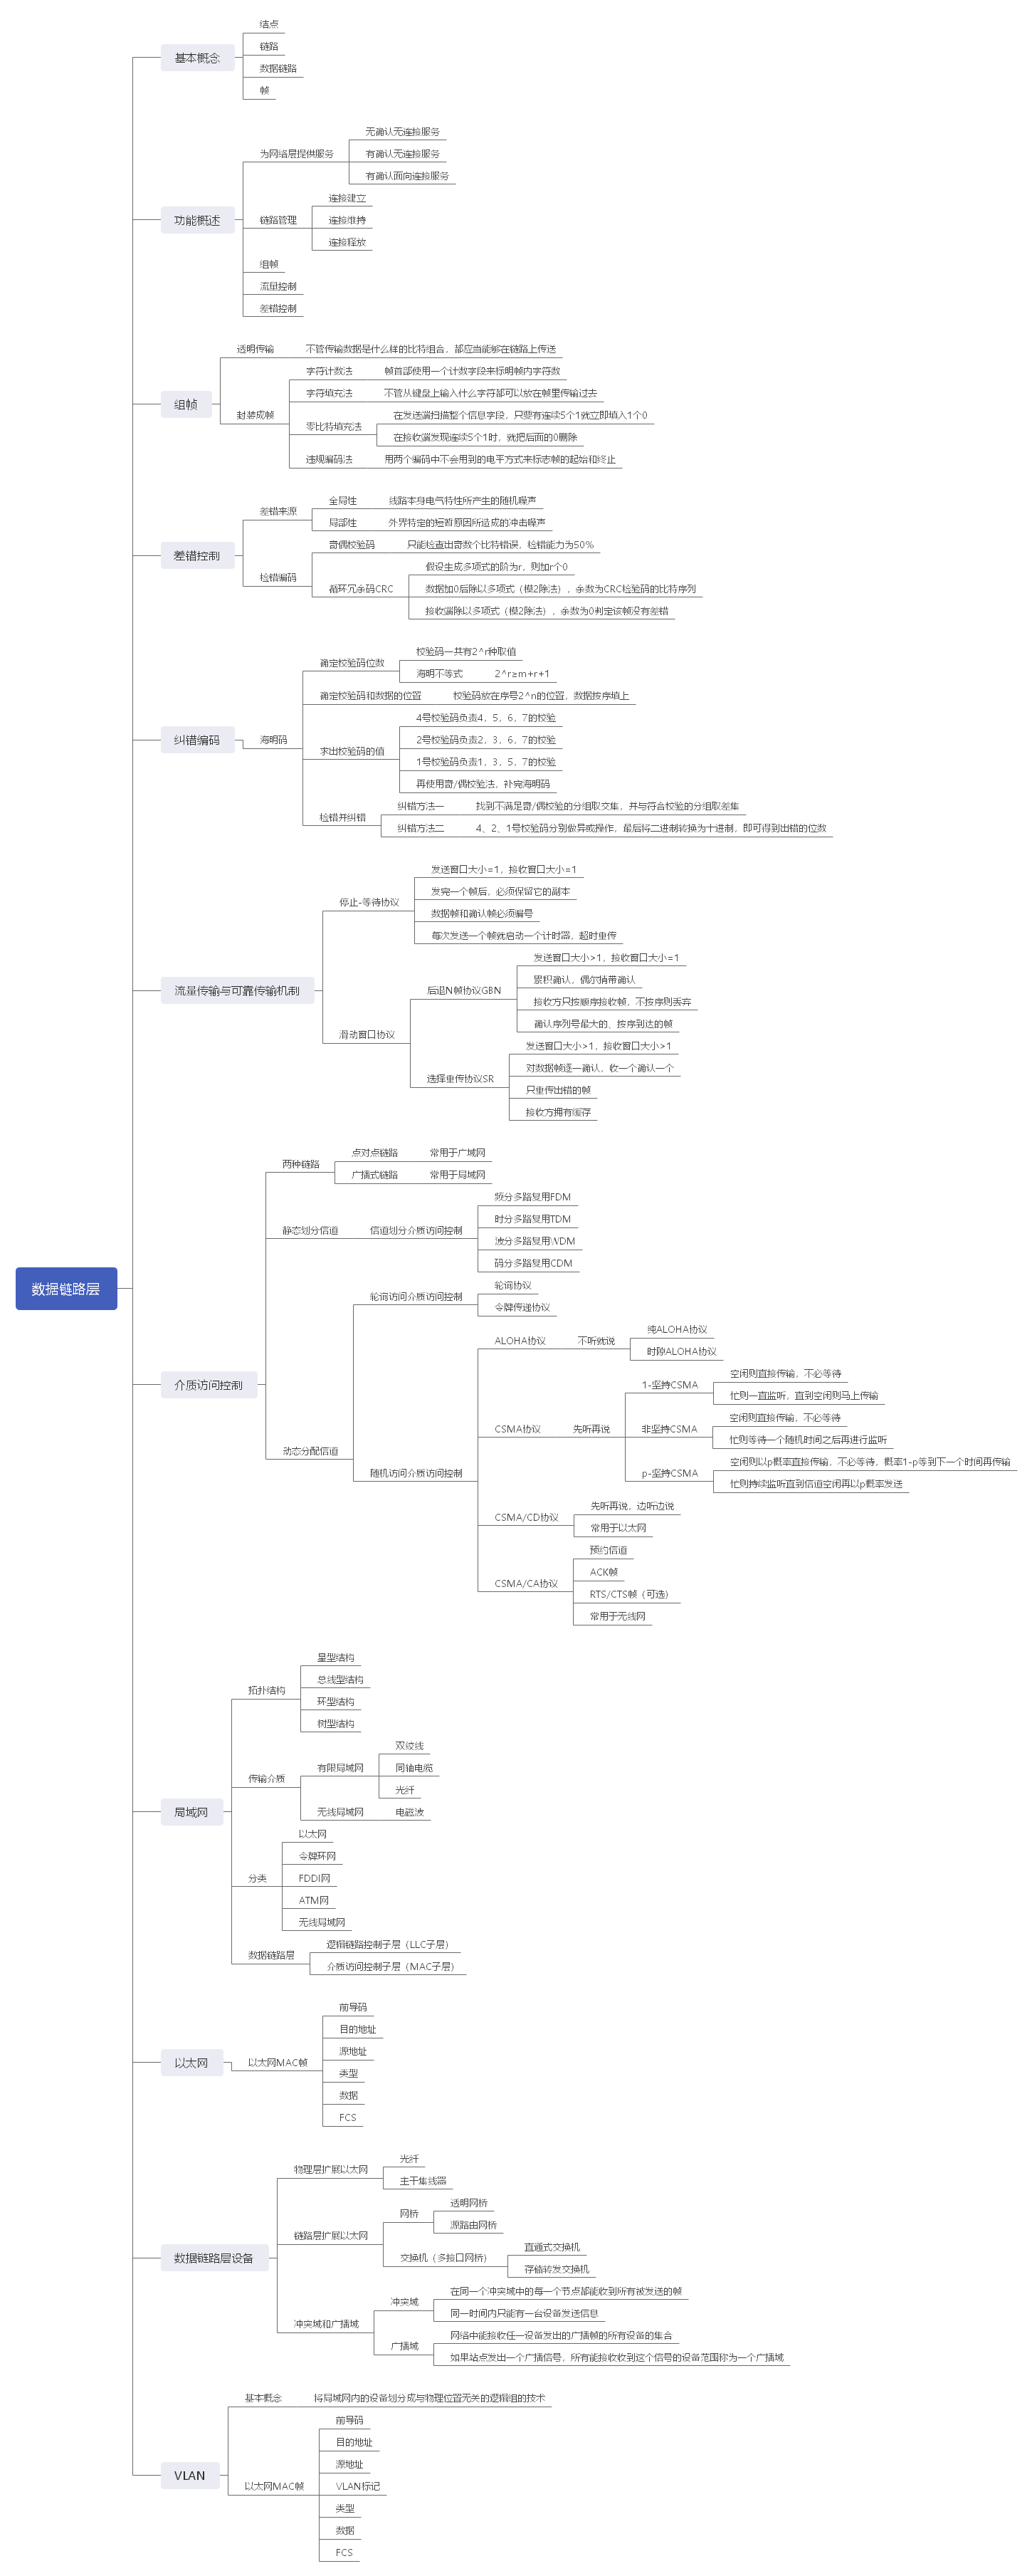 数据链路层
基本概念
结点
链路
数据链路
帧
功能概述
为网络层提供服务
无确认无连接服务
有确认无连接服务
有确认面向连接服务
链路管理
连接建立
连接维持
连接释放
组帧
流量控制
差错控制
组帧
透明传输
不管传输数据是什么样的比特组合，都应当能够在链路上传送
封装成帧
字符计数法
帧首部使用一个计数字段来标明帧内字符数
字符填充法
不管从键盘上输入什么字符都可以放在帧里传输过去
零比特填充法
在发送端扫描整个信息字段，只要有连续5个1就立即填入1个0
在接收端发现连续5个1时，就把后面的0删除
违规编码法
用两个编码中不会用到的电平方式来标志帧的起始和终止
差错控制
差错来源
全局性
线路本身电气特性所产生的随机噪声
局部性
外界特定的短暂原因所造成的冲击噪声
检错编码
奇偶校验码
只能检查出奇数个比特错误，检错能力为50%
循环冗余码CRC
假设生成多项式的阶为r，则加r个0
数据加0后除以多项式（模2除法），余数为CRC检验码的比特序列
接收端除以多项式（模2除法），余数为0判定该帧没有差错
纠错编码
海明码
确定校验码位数
校验码一共有2^r种取值
海明不等式
2^r≥m+r+1
确定校验码和数据的位置
校验码放在序号2^n的位置，数据按序填上
求出校验码的值
4号校验码负责4，5，6，7的校验
2号校验码负责2，3，6，7的校验
1号校验码负责1，3，5，7的校验
再使用奇/偶校验法，补完海明码
检错并纠错
纠错方法一
找到不满足奇/偶校验的分组取交集，并与符合校验的分组取差集
纠错方法二
4、2、1号校验码分别做异或操作，最后将二进制转换为十进制，即可得到出错的位数
流量传输与可靠传输机制
停止-等待协议
发送窗口大小=1，接收窗口大小=1
发完一个帧后，必须保留它的副本
数据帧和确认帧必须编号
每次发送一个帧就启动一个计时器，超时重传
滑动窗口协议
后退N帧协议GBN
发送窗口大小>1，接收窗口大小=1
累积确认，偶尔捎带确认
接收方只按顺序接收帧，不按序则丢弃
确认序列号最大的、按序到达的帧
选择重传协议SR
发送窗口大小>1，接收窗口大小>1
对数据帧逐一确认，收一个确认一个
只重传出错的帧
接收方拥有缓存
介质访问控制
两种链路
点对点链路
常用于广域网
广播式链路
常用于局域网
静态划分信道
信道划分介质访问控制
频分多路复用FDM
时分多路复用TDM
波分多路复用WDM
码分多路复用CDM
动态分配信道
轮询访问介质访问控制
轮询协议
令牌传递协议
随机访问介质访问控制
ALOHA协议
不听就说
纯ALOHA协议
时隙ALOHA协议
CSMA协议
先听再说
1-坚持CSMA
空闲则直接传输，不必等待
忙则一直监听，直到空闲则马上传输
非坚持CSMA
空闲则直接传输，不必等待
忙则等待一个随机时间之后再进行监听
p-坚持CSMA
空闲则以p概率直接传输，不必等待，概率1-p等到下一个时间再传输
忙则持续监听直到信道空闲再以p概率发送
CSMA/CD协议
先听再说，边听边说
常用于以太网
CSMA/CA协议
预约信道
ACK帧
RTS/CTS帧（可选）
常用于无线网
局域网
拓扑结构
星型结构
总线型结构
环型结构
树型结构
传输介质
有限局域网
双绞线
同轴电缆
光纤
无线局域网
电磁波
分类
以太网
令牌环网
FDDI网
ATM网
无线局域网
数据链路层
逻辑链路控制子层（LLC子层）
介质访问控制子层（MAC子层）
以太网
以太网MAC帧
前导码
目的地址
源地址
类型
数据
FCS
数据链路层设备
物理层扩展以太网
光纤
主干集线器
链路层扩展以太网
网桥
透明网桥
源路由网桥
交换机（多接口网桥）
直通式交换机
存储转发交换机
冲突域和广播域
冲突域
在同一个冲突域中的每一个节点都能收到所有被发送的帧
同一时间内只能有一台设备发送信息
广播域
网络中能接收任一设备发出的广播帧的所有设备的集合
如果站点发出一个广播信号，所有能接收收到这个信号的设备范围称为一个广播域
VLAN
基本概念
将局域网内的设备划分成与物理位置无关的逻辑组的技术
以太网MAC帧
前导码
目的地址
源地址
VLAN标记
类型
数据
FCS